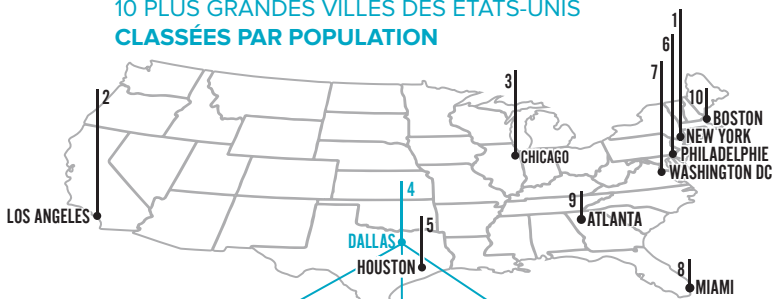 10 PLUS GRANDES VILLES DES ÉTATS-UNIS
CLASSÉES PAR POPULATION
1
6
7
2
3
10
BOSTON
NEW YORK
PHILADELPHIE
WASHINGTON DC
CHICAGO
4
9
LOS ANGELES
5
ATLANTA
DALLAS
HOUSTON
8
MIAMI